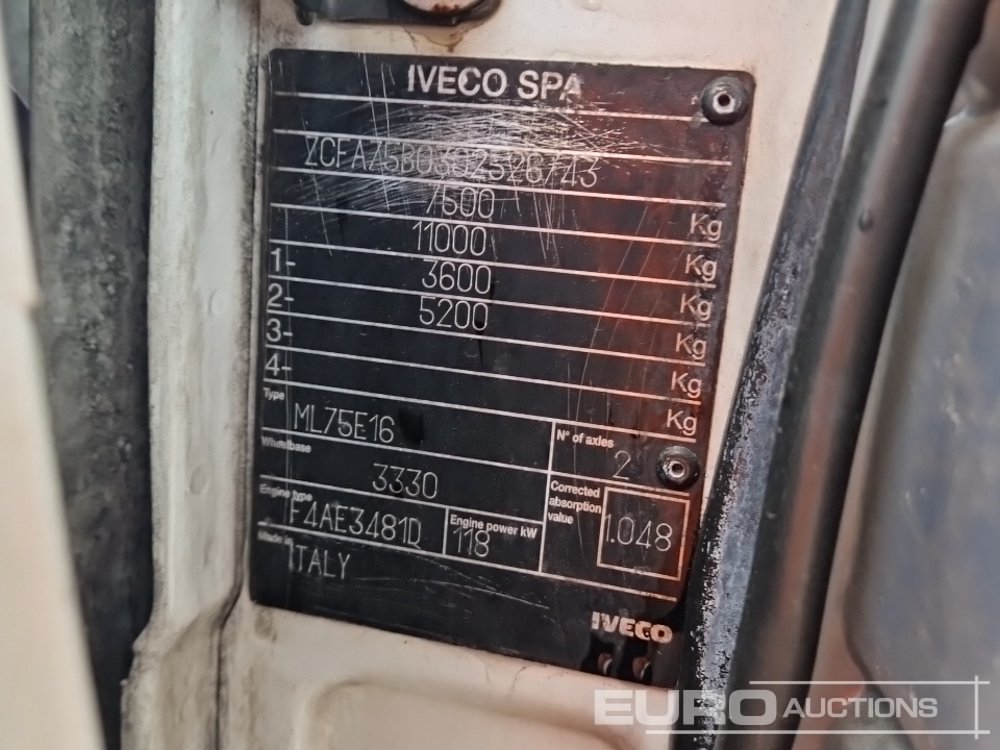 IVECO SPA
7500 Kg
11000 Kg
1- 3600 Kg
2- 5200 Kg
3- Kg
4- Kg
Type
ML75E16
N° of axles
2
Wheelbase
3330
Corrected
absorption
value
1.048
Engine type
F4AE3481D
Engine power kW
118
Made in
ITALY
IVECO
EURO AUCTIONS